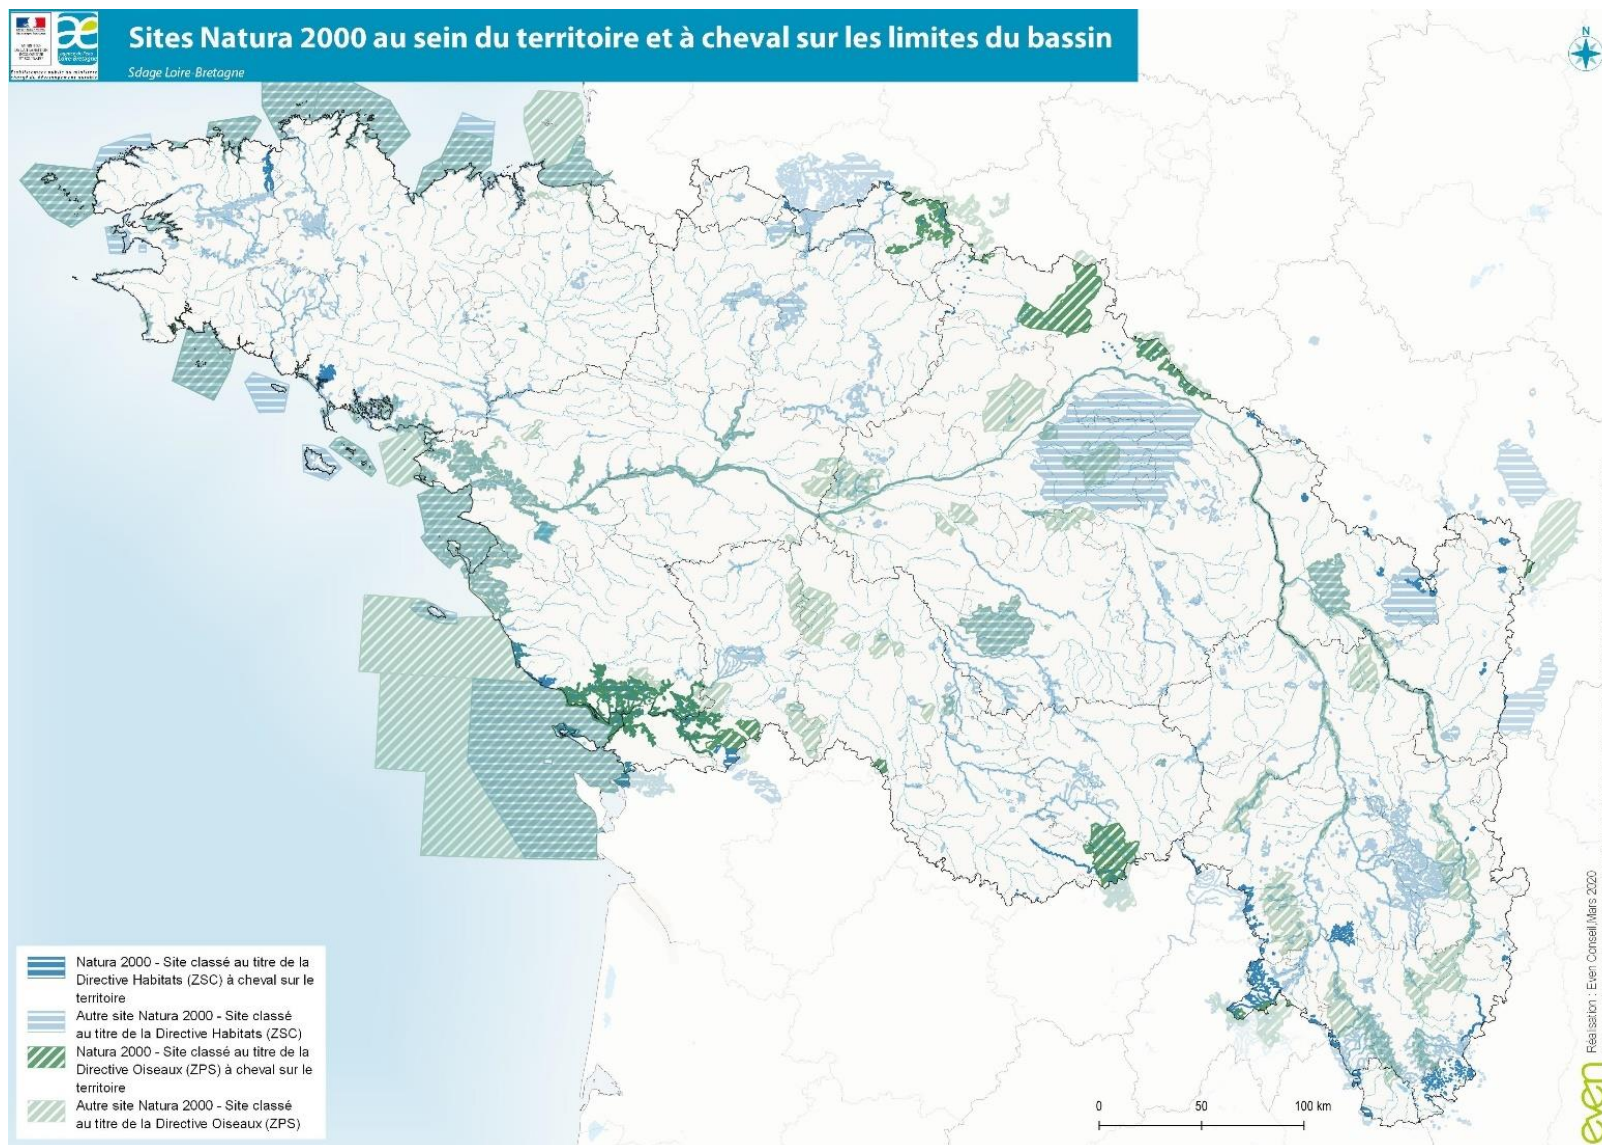 Sites Natura 2000 au sein du territoire et à cheval sur les limites du bassin
Sdage Loire-Bretagne
N
Natura 2000 - Site classé au titre de la
Directive Habitats (ZSC) à cheval sur le
territoire
Autre site Natura 2000 - Site classé
au titre de la Directive Habitats (ZSC)
Natura 2000 - Site classé au titre de la
Directive Oiseaux (ZPS) à cheval sur le
territoire
Autre site Natura 2000 - Site classé
au titre de la Directive Oiseaux (ZPS)
0 50 100 km
Réalisation : Even Conseil,Mars 2020
even